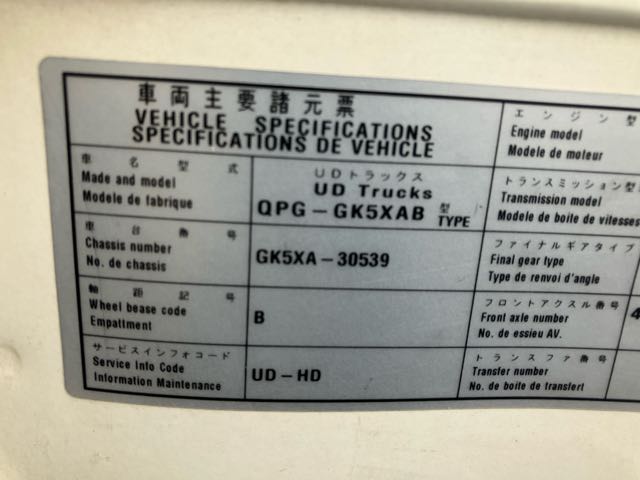 車両主要諸元票
VEHICLE SPECIFICATIONS
SPECIFICATIONS DE VEHICLE
車名型式
Made and model
Modele de fabrique
UDトラックス
UD Trucks
QPG-GK5XAB 型 TYPE
車台番号
Chassis number
No. de chassis
GK5XA-30539
軸距記号
Wheel bease code
Empattment
B
サービスインフォコード
Service Info Code
Information Maintenance
UD-HD
エンジン型
Engine model
Modele de moteur
トランスミッション型
Transmission model
Modele de boite de vitesses
ファイナルギアタイプ
Final gear type
Type de renvoi d'angle
フロントアクスル番号
Front axle number
No. de essieu AV.
4
トランスファ番号
Transfer number
No. de boite de transfert